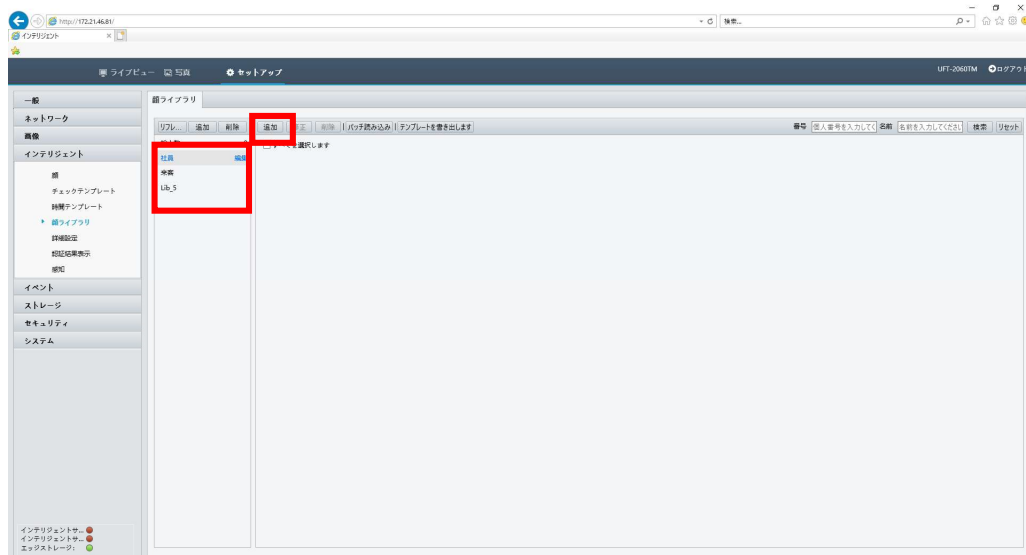 http://172.21.46.81/
検索...
インテリジェント
ライブビュー 写真 セットアップ
UFT-2060TM ログアウト
一般
ネットワーク
画像
インテリジェント
顔
チェックテンプレート
時間テンプレート
顔ライブラリ
詳細設定
認証結果表示
感知
イベント
ストレージ
セキュリティ
システム
顔ライブラリ
リフレ... 追加 削除
追加 正 削除 バッチ読み込み テンプレートを書き出します
番号 個人番号を入力してく 名前 名前を入力してくださし 検索 リセット
を選択します
社員 編集
来客
Lib_5
インテリジェントサ...
インテリジェントサ...
エッジストレージ: